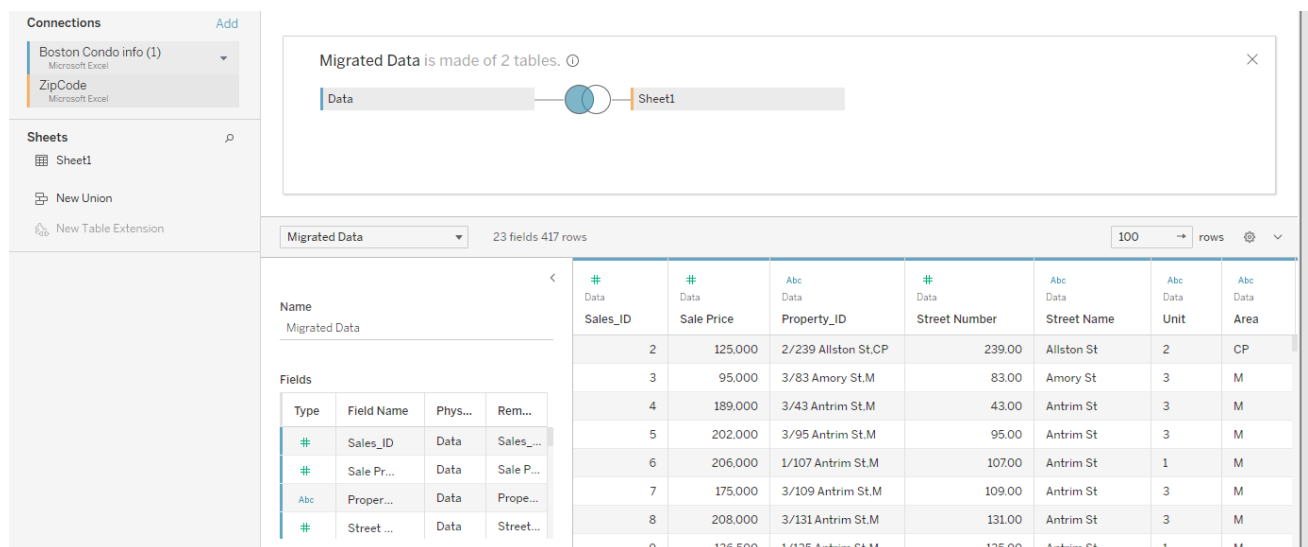 Connections Add
Boston Condo info (1)
Microsoft Excel
ZipCode
Microsoft Excel
Sheets
Sheet1
New Union
New Table Extension
Migrated Data is made of 2 tables.
Data Sheet1
Migrated Data 23 fields 417 rows 100 → rows
Name
Migrated Data
Fields
Type Field Name Phys... Rem...
# Sales_ID Data Sales_...
# Sale Pr... Data Sale P...
Abc Proper... Data Prope...
# Street ... Data Street...
# # Abc # Abc Abc Abc
Data Data Data Data Data Data Data
Sales_ID Sale Price Property_ID Street Number Street Name Unit Area
2 125,000 2/239 Allston St,CP 239.00 Allston St 2 CP
3 95,000 3/83 Amory St,M 83.00 Amory St 3 M
4 189,000 3/43 Antrim St,M 43.00 Antrim St 3 M
5 202,000 3/95 Antrim St,M 95.00 Antrim St 3 M
6 206,000 1/107 Antrim St,M 107.00 Antrim St 1 M
7 175,000 3/109 Antrim St,M 109.00 Antrim St 3 M
8 208,000 3/131 Antrim St,M 131.00 Antrim St 3 M